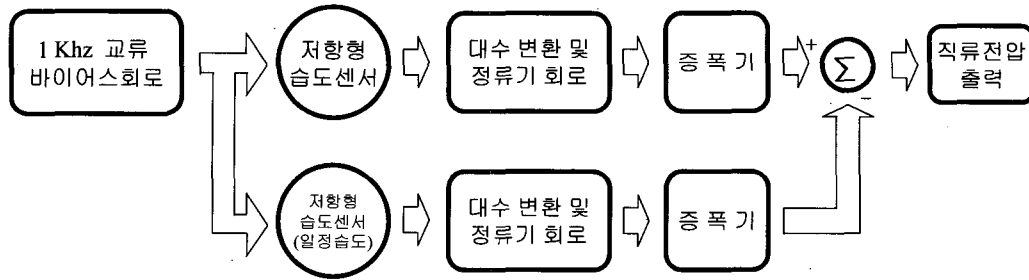 1 Khz 교류
바이어스회로
저항형
습도센서
대수 변환 및
정류기 회로
증 폭 기
+
Σ
−
직류전압
출력
저항형
습도센서
(일정습도)
대수 변환 및
정류기 회로
증 폭 기